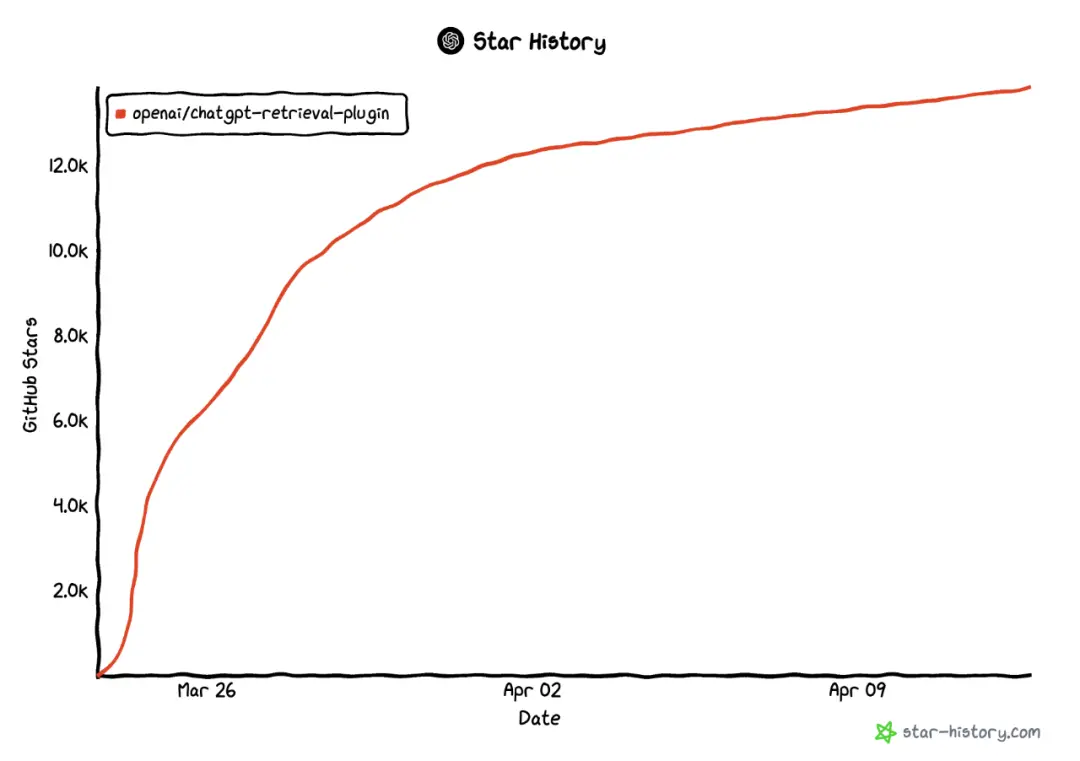 Star History
openai/chatgpt-retrieval-plugin
12.0k
10.0k
8.0k
6.0k
4.0k
2.0k
GitHub Stars
Mar 26
Apr 02
Apr 09
Date
star-history.com